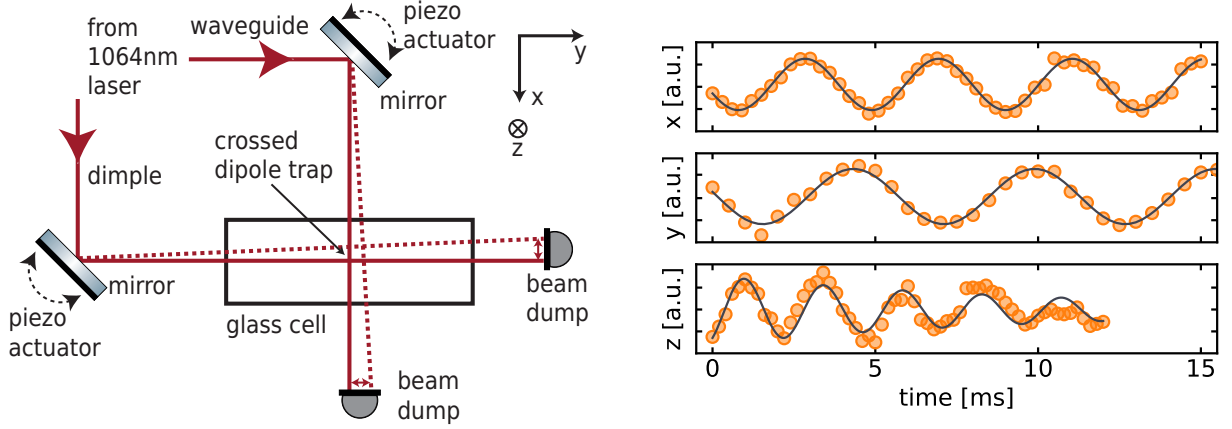 from
1064nm
laser
waveguide
piezo
actuator
mirror
y
x
z
dimple
crossed
dipole trap
mirror
piezo
actuator
glass cell
beam
dump
beam
dump
x [a.u.]
y [a.u.]
z [a.u.]
0 5 10 15
time [ms]